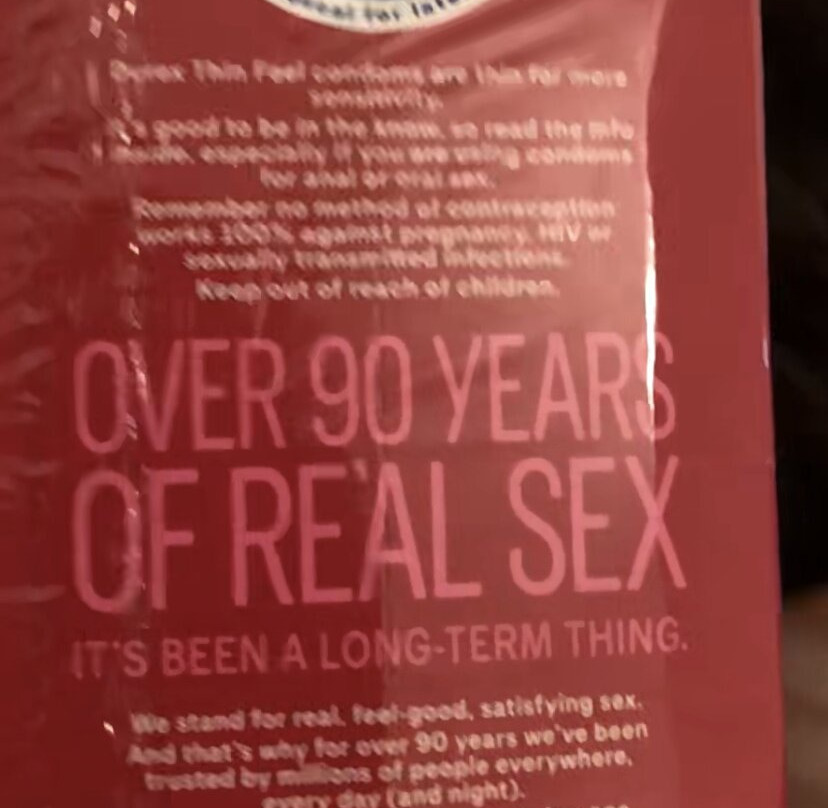 Durex Thin Feel condoms are thin for more
sensitivity.
It's good to be in the know, so read the info
inside, especially if you are using condoms
for anal or oral sex.
Remember no method of contraception
works 100% against pregnancy, HIV or
sexually transmitted infections.
Keep out of reach of children.
OVER 90 YEARS
OF REAL SEX
IT'S BEEN A LONG-TERM THING.
We stand for real, feel-good, satisfying sex.
And that's why for over 90 years we've been
trusted by millions of people everywhere,
every day (and night).